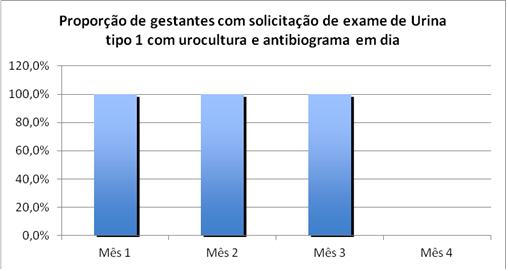 Proporção de gestantes com solicitação de exame de Urina
tipo 1 com urocultura e antibiograma em dia
120,0%
100,0%
80,0%
60,0%
40,0%
20,0%
0,0%
Mês 1 Mês 2 Mês 3 Mês 4